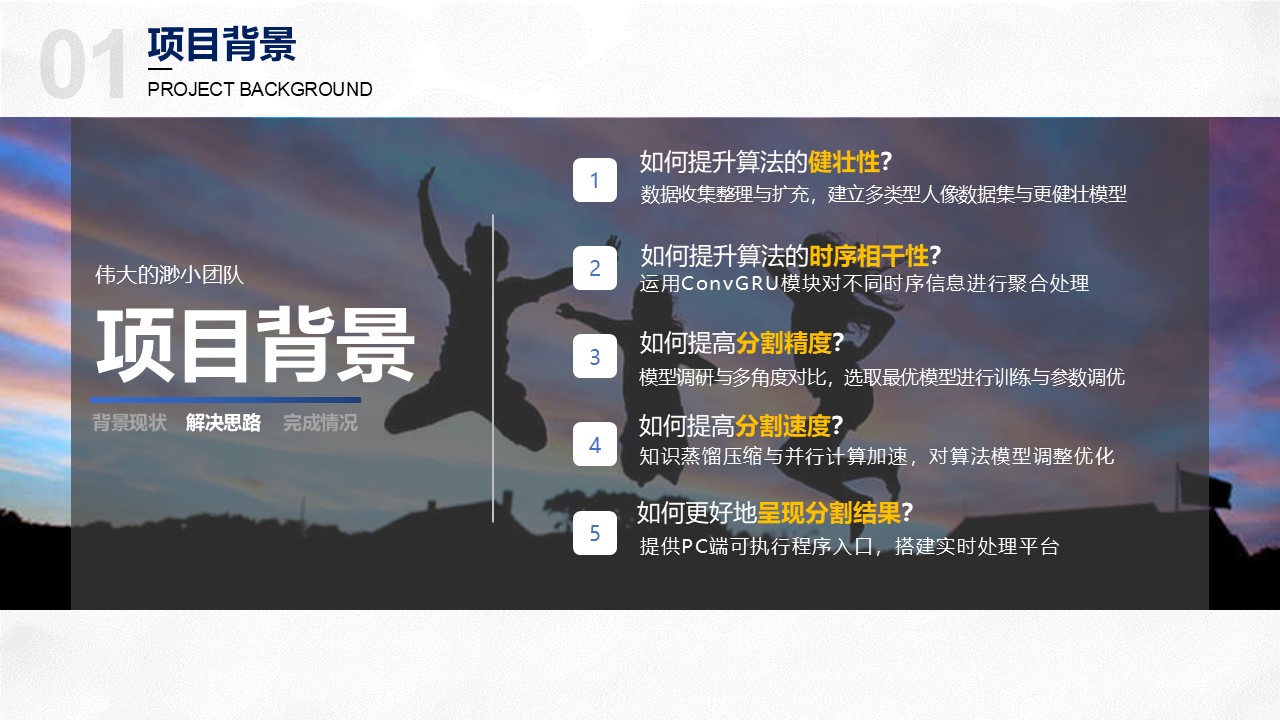 01
项目背景
PROJECT BACKGROUND
伟大的渺小团队
项目背景
背景现状 解决思路 完成情况
1
如何提升算法的健壮性?
数据收集整理与扩充，建立多类型人像数据集与更健壮模型
2
如何提升算法的时序相干性?
运用ConvGRU模块对不同时序信息进行聚合处理
3
如何提高分割精度?
模型调研与多角度对比，选取最优模型进行训练与参数调优
4
如何提高分割速度?
知识蒸馏压缩与并行计算加速，对算法模型调整优化
5
如何更好地呈现分割结果?
提供PC端可执行程序入口，搭建实时处理平台